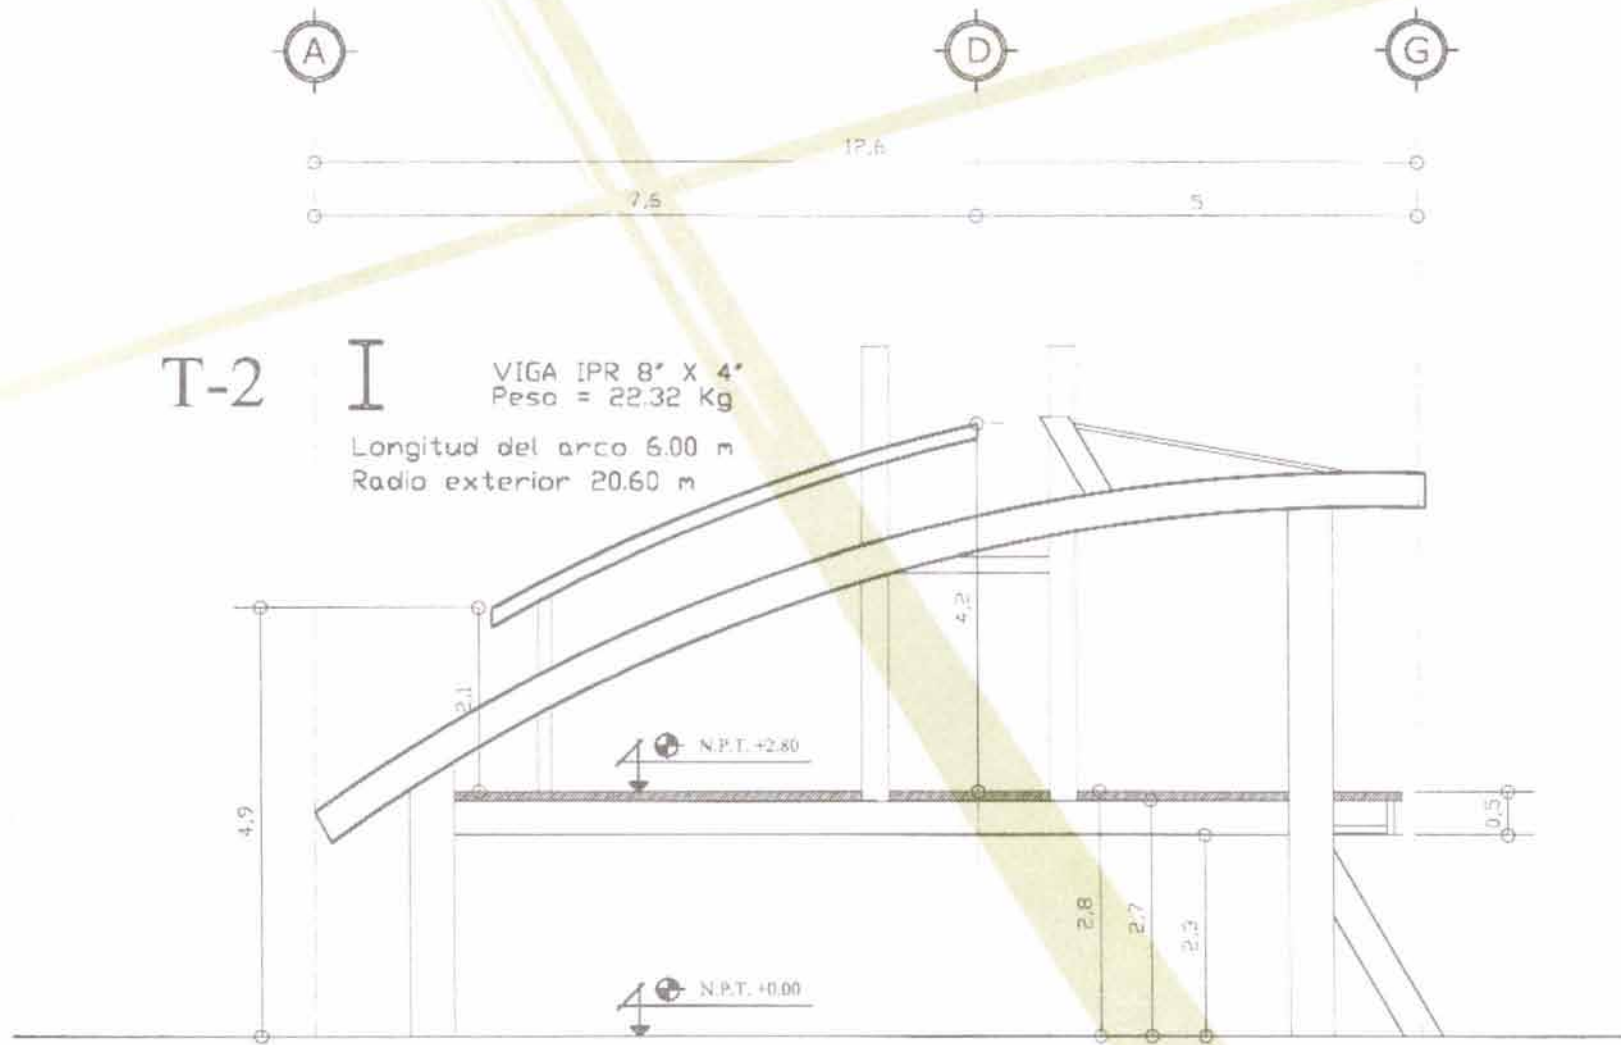 A D G
12.6
7.6 5
T-2
VIGA IPR 8" X 4"
Peso = 22.32 Kg
Longitud del arco 6.00 m
Radio exterior 20.60 m
4.2
2.1
N.P.T. +2.80
4.9
0.5
2.8
2.7
2.3
N.P.T. +0.00